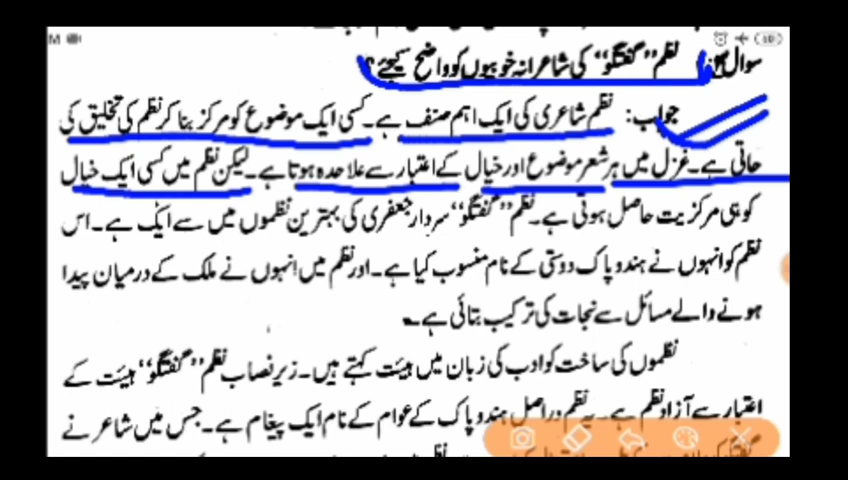 سوال نظم "گفتگو" کی شاعرانہ خوبیوں کو واضح کیجئے؟
جواب: نظم شاعری کی ایک اہم صنف ہے۔ کسی ایک موضوع کو مرکز بنا کر نظم کی تخلیق کی
جاتی ہے۔ غزل میں ہر شعر موضوع اور خیال کے اعتبار سے علاحدہ ہوتا ہے۔ لیکن نظم میں کسی ایک خیال
کو ہی مرکزیت حاصل ہوتی ہے۔ نظم "گفتگو" سردار جعفری کی بہترین نظموں میں سے ایک ہے۔ اس
نظم کو انہوں نے ہندو پاک دوستی کے نام منسوب کیا ہے۔ اور نظم میں انہوں نے ملک کے درمیان پیدا
ہونے والے مسائل سے نجات کی ترکیب بتائی ہے۔
نظموں کی ساخت کو ادب کی زبان میں ہیئت کہتے ہیں۔ زیر نصاب نظم "گفتگو" ہیئت کے
اعتبار سے آزاد نظم ہے۔ یہ نظم دراصل ہندو پاک کے عوام کے نام ایک پیغام ہے۔ جس میں شاعر نے